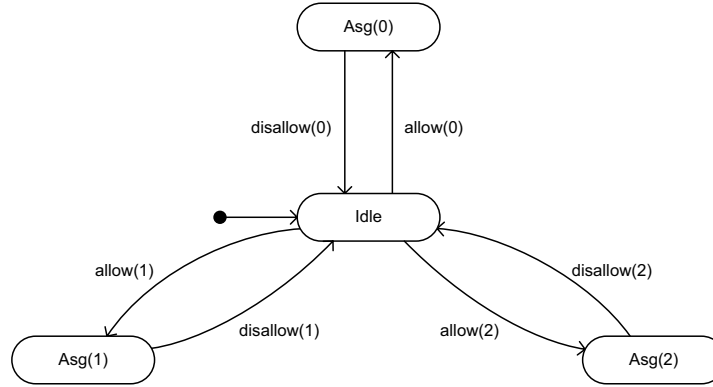 Asg(0)
disallow(0)
allow(0)
Idle
allow(1)
disallow(2)
disallow(1)
allow(2)
Asg(1)
Asg(2)